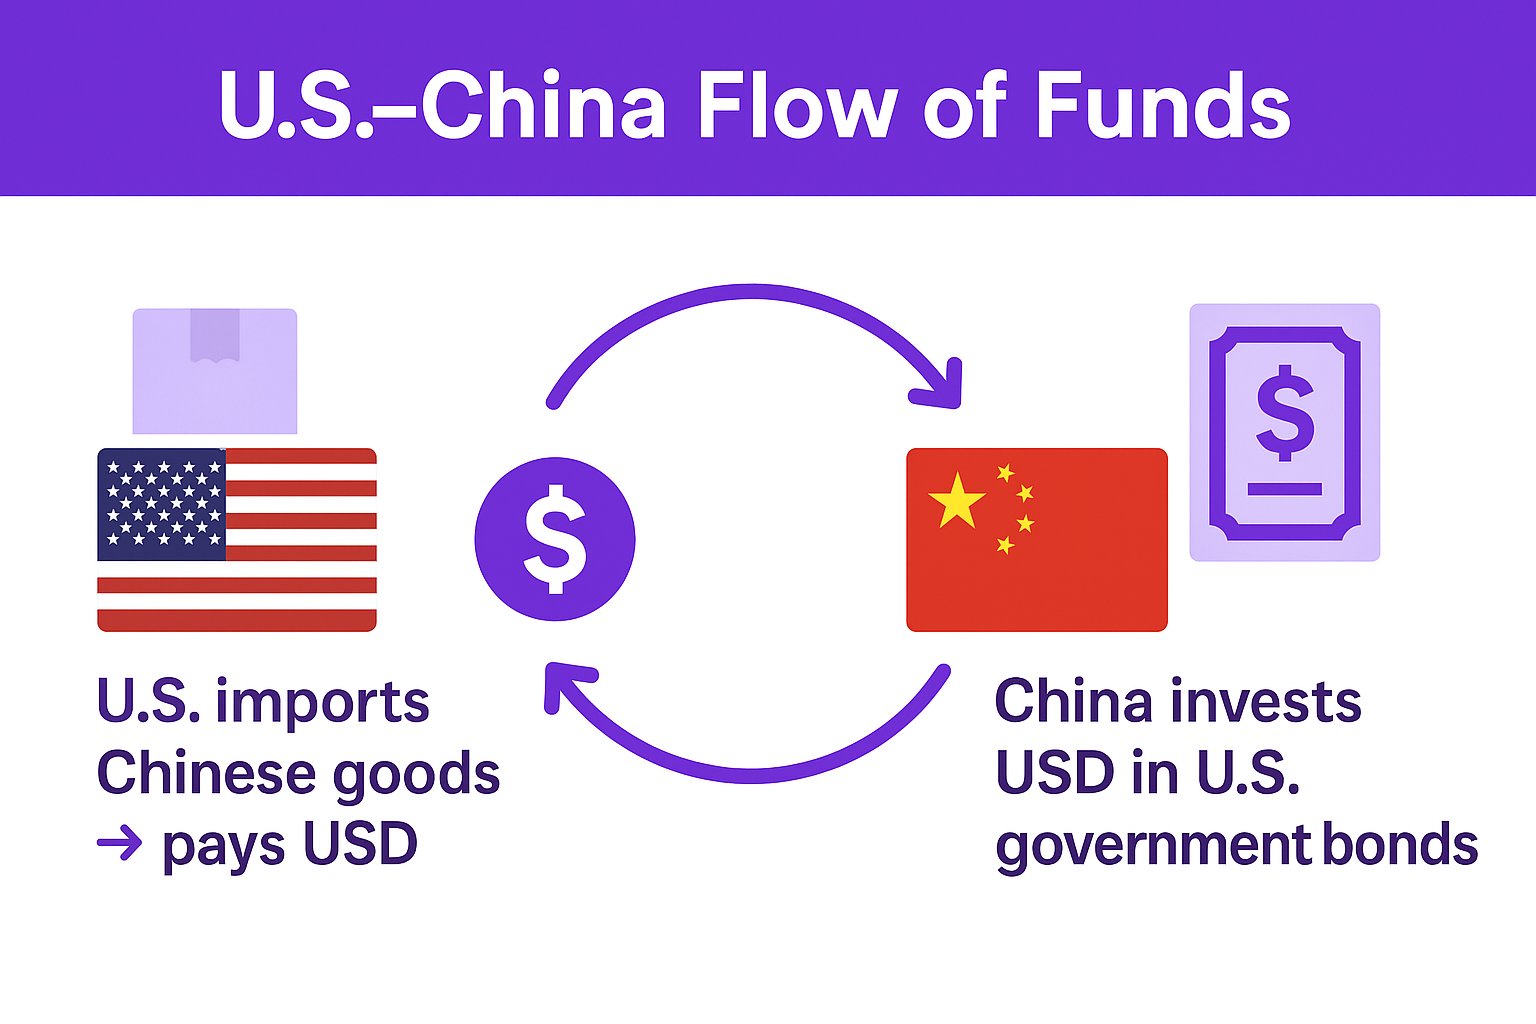 U.S.–China Flow of Funds
$
$
U.S. imports
Chinese goods
→ pays USD
China invests
USD in U.S.
government bonds